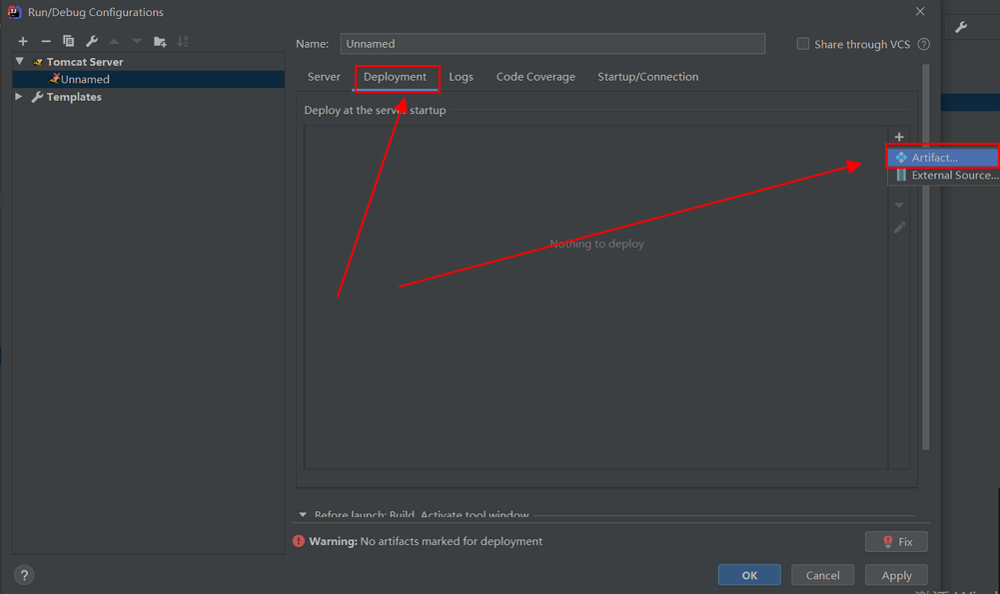 Run/Debug Configurations
Name: Unnamed
Share through VCS ?
Tomcat Server
Unnamed
Templates
Server Deployment Logs Code Coverage Startup/Connection
Deploy at the server startup
Artifact...
External Source...
Nothing to deploy
Before launch: Build, Activate tool window
Warning: No artifacts marked for deployment
Fix
? OK Cancel Apply